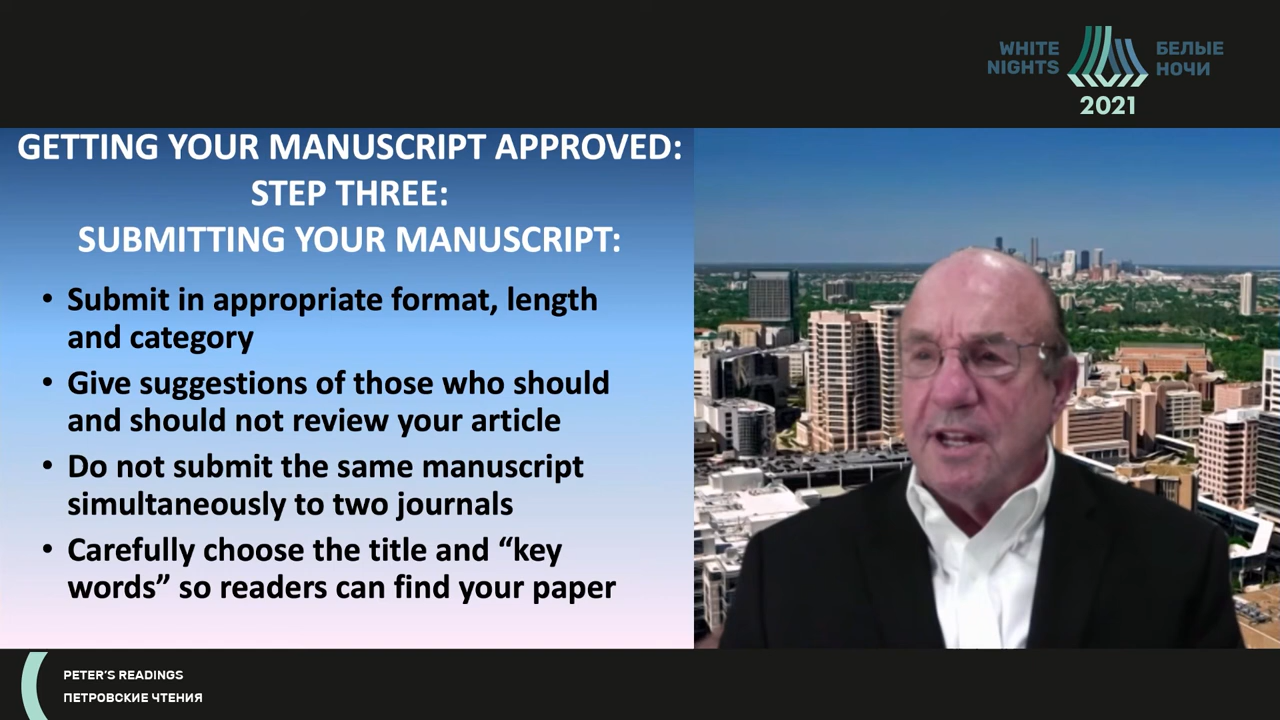 WHITE
NIGHTS
БЕЛЫЕ
НОЧИ
2021
GETTING YOUR MANUSCRIPT APPROVED:
STEP THREE:
SUBMITTING YOUR MANUSCRIPT:
• Submit in appropriate format, length
and category
• Give suggestions of those who should
and should not review your article
• Do not submit the same manuscript
simultaneously to two journals
• Carefully choose the title and “key
words” so readers can find your paper
PETER'S READINGS
ПЕТРОВСКИЕ ЧТЕНИЯ